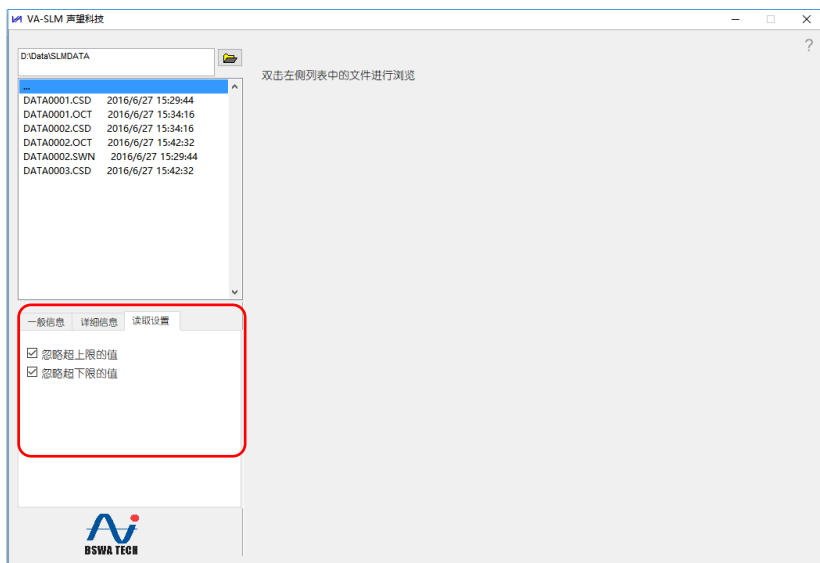 VA-SLM 声望科技
?
D:\Data\SLMDATA
双击左侧列表中的文件进行浏览
...
DATA0001.CSD 2016/6/27 15:29:44
DATA0001.OCT 2016/6/27 15:34:16
DATA0002.CSD 2016/6/27 15:34:16
DATA0002.OCT 2016/6/27 15:42:32
DATA0002.SWN 2016/6/27 15:29:44
DATA0003.CSD 2016/6/27 15:42:32
一般信息 详细信息 读取设置
忽略超上限的值
忽略超下限的值
BSWA TECH